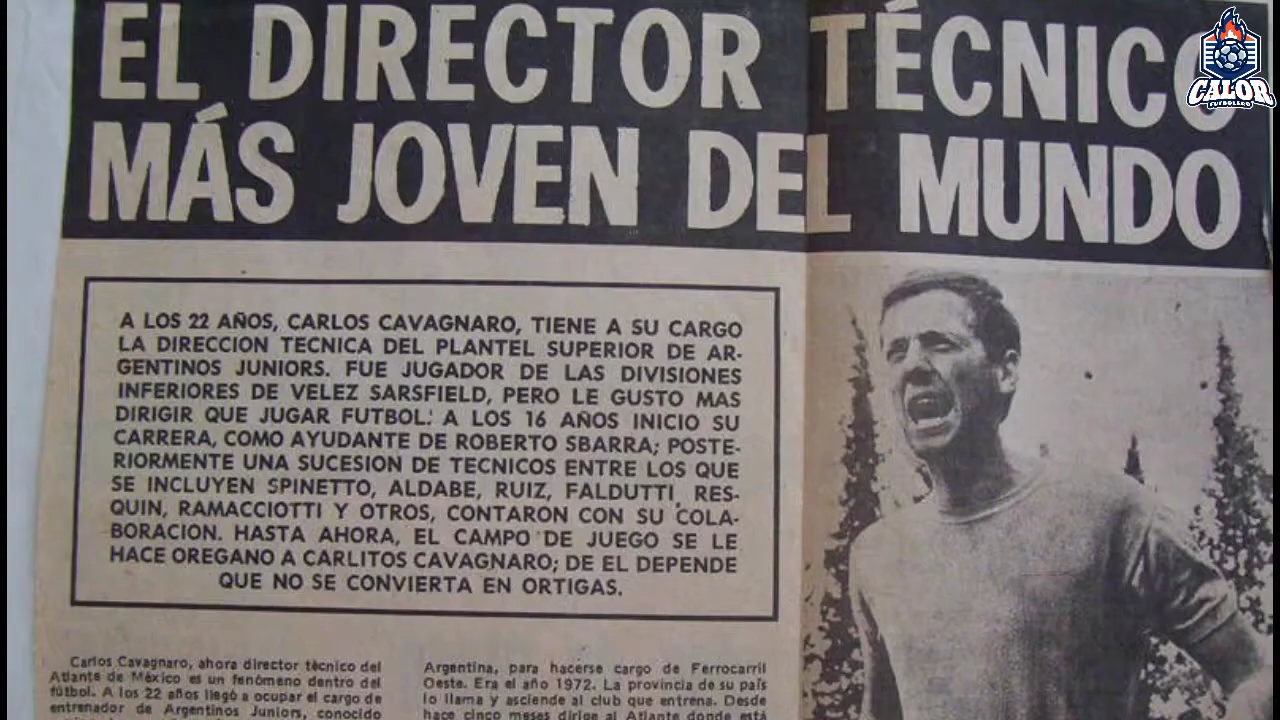 EL DIRECTOR TÉCNICO
MÁS JOVEN DEL MUNDO
CALOR
FUTBOLERO
A LOS 22 AÑOS, CARLOS CAVAGNARO, TIENE A SU CARGO
LA DIRECCION TECNICA DEL PLANTEL SUPERIOR DE AR-
GENTINOS JUNIORS. FUE JUGADOR DE LAS DIVISIONES
INFERIORES DE VELEZ SARSFIELD, PERO LE GUSTO MAS
DIRIGIR QUE JUGAR FUTBOL. A LOS 16 AÑOS INICIO SU
CARRERA, COMO AYUDANTE DE ROBERTO SBARRA; POSTE-
RIORMENTE UNA SUCESION DE TECNICOS ENTRE LOS QUE
SE INCLUYEN SPINETTO, ALDABE, RUIZ, FALDUTTI, RES-
QUIN, RAMACCIOTTI Y OTROS, CONTARON CON SU COLA-
BORACION. HASTA AHORA, EL CAMPO DE JUEGO SE LE
HACE OREGANO A CARLITOS CAVAGNARO; DE EL DEPENDE
QUE NO SE CONVIERTA EN ORTIGAS.
Carlos Cavagnaro, ahora director técnico del
Atlante de México es un fenómeno dentro del
fútbol. A los 22 años llegó a ocupar el cargo de
entrenador de Argentinos Juniors, conocido
Argentina, para hacerse cargo de Ferrocarril
Oeste. Era el año 1972. La provincia de su país
lo llama y asciende al club que entrena. Desde
hace cinco meses dirige al Atlante donde está